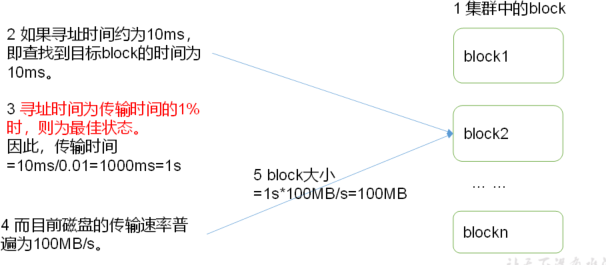 1 集群中的block
2 如果寻址时间约为10ms，
即查找到目标block的时间为
10ms。
block1
3 寻址时间为传输时间的1%
时，则为最佳状态。
因此，传输时间
=10ms/0.01=1000ms=1s
block2
5 block大小
=1s*100MB/s=100MB
... ...
4 而目前磁盘的传输速率普
遍为100MB/s。
blockn